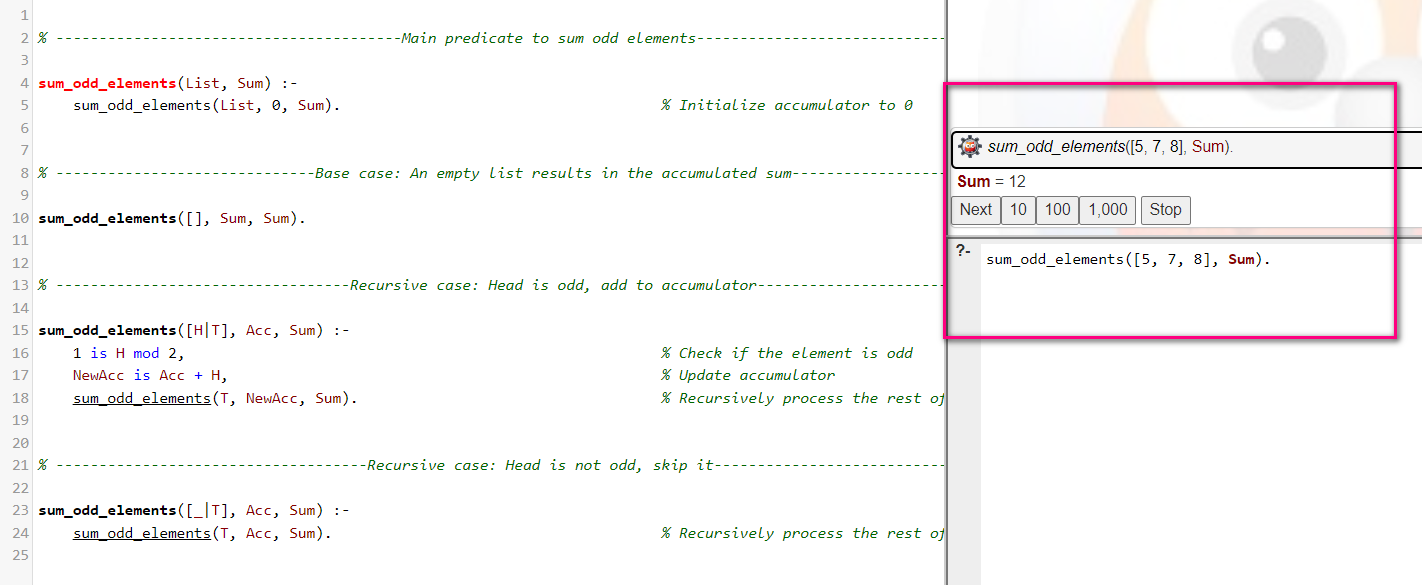 1
2 % ----------------------------------------Main predicate to sum odd elements-----------------------------
3
4 sum_odd_elements(List, Sum) :-
5 sum_odd_elements(List, 0, Sum). % Initialize accumulator to 0
6
7
8 % ------------------------------Base case: An empty list results in the accumulated sum------------------
9
10 sum_odd_elements([], Sum, Sum).
11
12
13 % ----------------------------------Recursive case: Head is odd, add to accumulator----------------------
14
15 sum_odd_elements([H|T], Acc, Sum) :-
16 1 is H mod 2, % Check if the element is odd
17 NewAcc is Acc + H, % Update accumulator
18 sum_odd_elements(T, NewAcc, Sum). % Recursively process the rest of
19
20
21 % ------------------------------------Recursive case: Head is not odd, skip it---------------------------
22
23 sum_odd_elements([_|T], Acc, Sum) :-
24 sum_odd_elements(T, Acc, Sum). % Recursively process the rest of
25
sum_odd_elements([5, 7, 8], Sum).
Sum = 12
Next 10 100 1,000 Stop
?- sum_odd_elements([5, 7, 8], Sum).